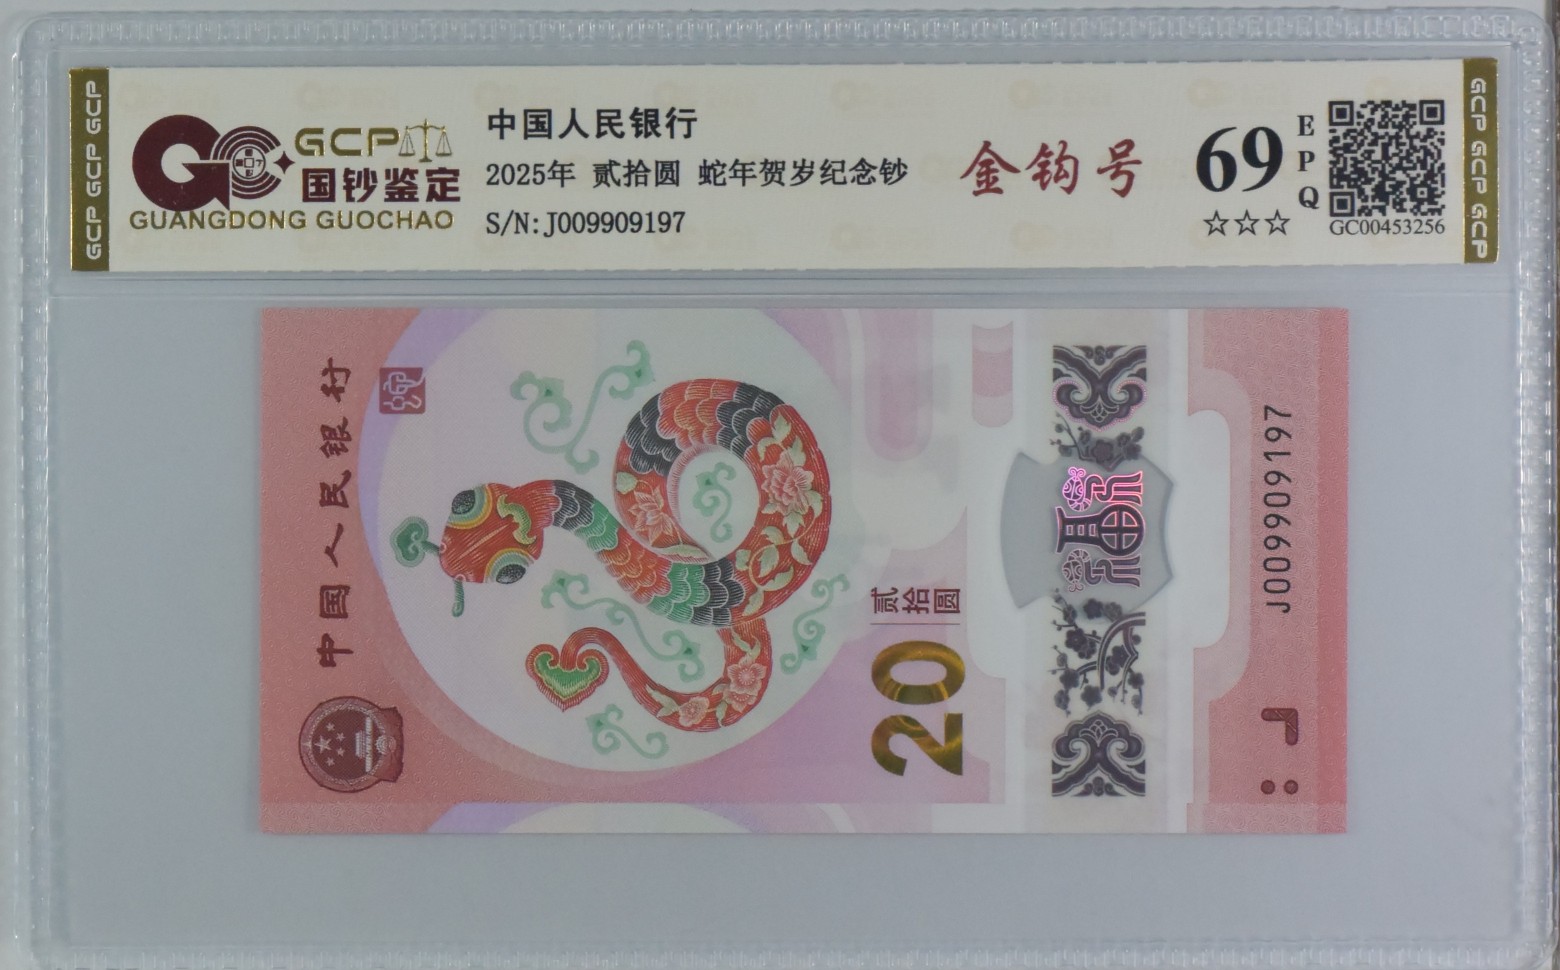 GCP GCP GCP
GCP
国钞鉴定
GUANGDONG GUOCHAO
中国人民银行
2025年 贰拾圆 蛇年贺岁纪念钞
S/N:J009909197
金钩号
69
EPQ
☆☆☆
GC00453256
GCP GCP GCP
中国人民银行
贰拾圆
20
J009909197